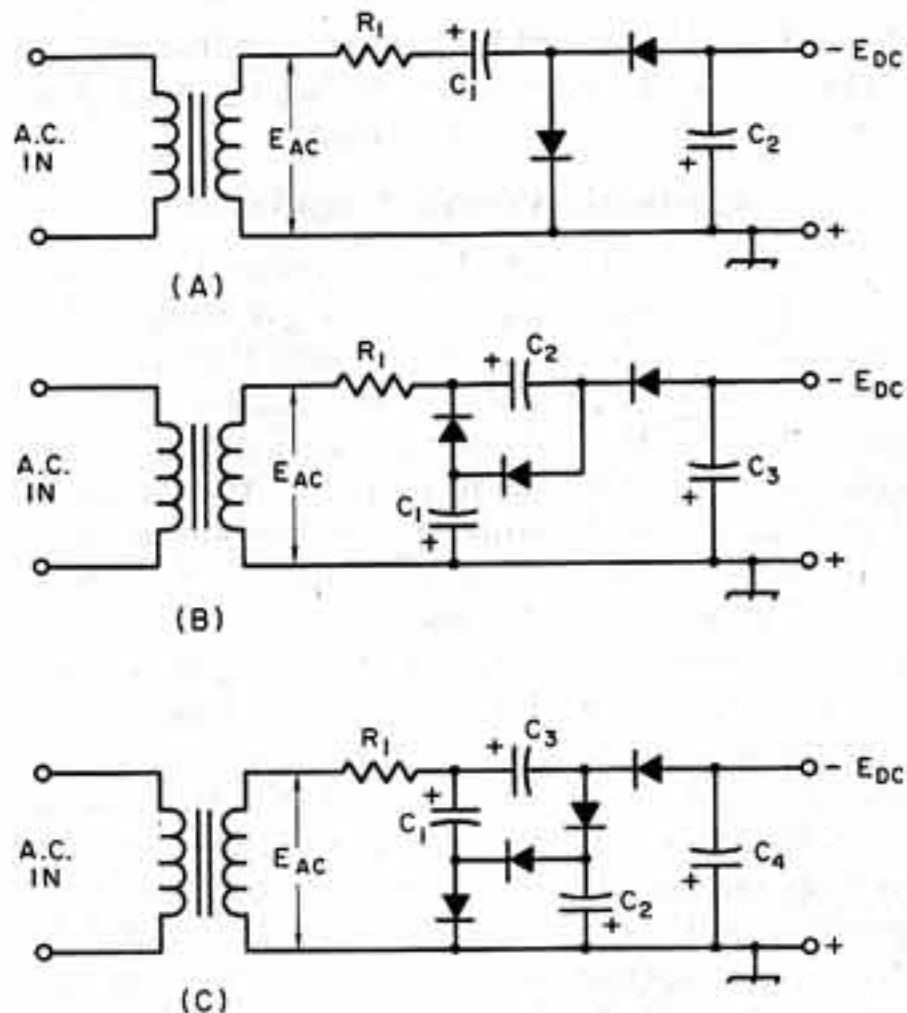 R1
+
C1
- EDC
A.C.
IN
EAC
+
C2
+
(A)
R1
+
C2
- EDC
A.C.
IN
EAC
C1
+
+
C3
+
(B)
R1
+
C3
- EDC
+
C1
A.C.
IN
EAC
C2
+
+
C4
+
(C)